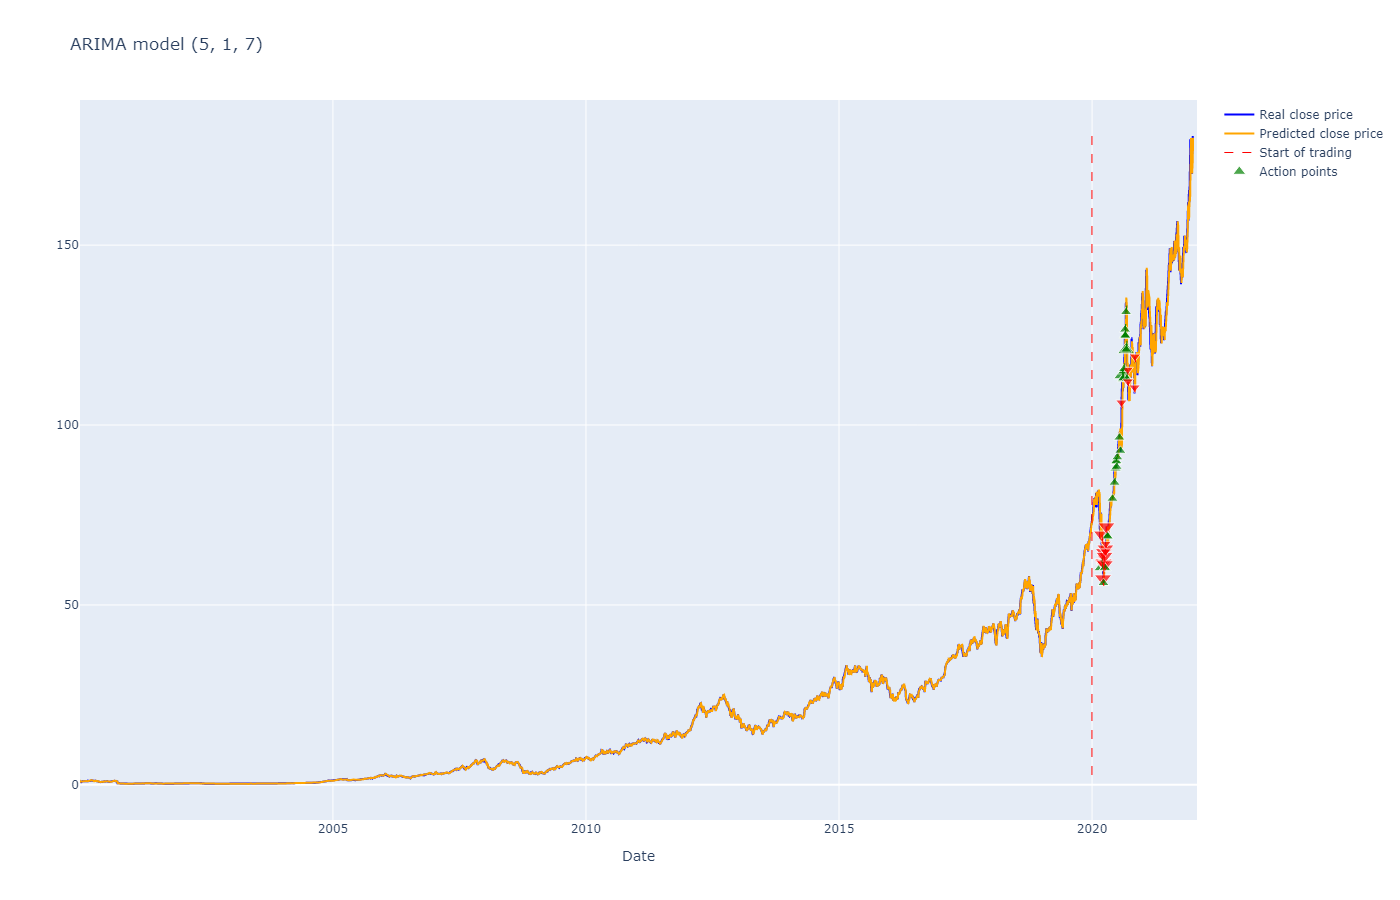 ARIMA model (5, 1, 7)
Real close price
Predicted close price
Start of trading
Action points
150
100
50
0
2005
2010
2015
2020
Date